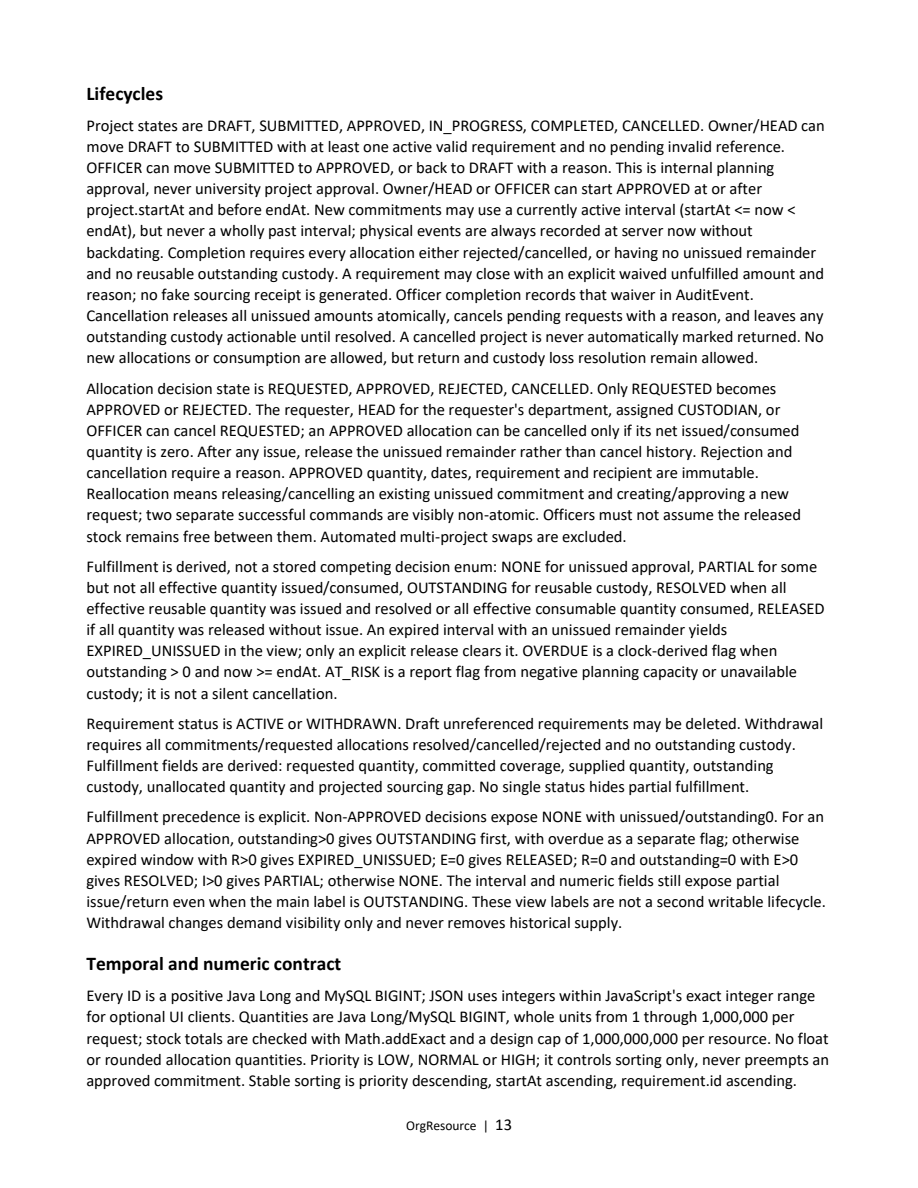 Lifecycles
Project states are DRAFT, SUBMITTED, APPROVED, IN_PROGRESS, COMPLETED, CANCELLED. Owner/HEAD can
move DRAFT to SUBMITTED with at least one active valid requirement and no pending invalid reference.
OFFICER can move SUBMITTED to APPROVED, or back to DRAFT with a reason. This is internal planning
approval, never university project approval. Owner/HEAD or OFFICER can start APPROVED at or after
project.startAt and before endAt. New commitments may use a currently active interval (startAt <= now <
endAt), but never a wholly past interval; physical events are always recorded at server now without
backdating. Completion requires every allocation either rejected/cancelled, or having no unissued remainder
and no reusable outstanding custody. A requirement may close with an explicit waived unfulfilled amount and
reason; no fake sourcing receipt is generated. Officer completion records that waiver in AuditEvent.
Cancellation releases all unissued amounts atomically, cancels pending requests with a reason, and leaves any
outstanding custody actionable until resolved. A cancelled project is never automatically marked returned. No
new allocations or consumption are allowed, but return and custody loss resolution remain allowed.
Allocation decision state is REQUESTED, APPROVED, REJECTED, CANCELLED. Only REQUESTED becomes
APPROVED or REJECTED. The requester, HEAD for the requester's department, assigned CUSTODIAN, or
OFFICER can cancel REQUESTED; an APPROVED allocation can be cancelled only if its net issued/consumed
quantity is zero. After any issue, release the unissued remainder rather than cancel history. Rejection and
cancellation require a reason. APPROVED quantity, dates, requirement and recipient are immutable.
Reallocation means releasing/cancelling an existing unissued commitment and creating/approving a new
request; two separate successful commands are visibly non-atomic. Officers must not assume the released
stock remains free between them. Automated multi-project swaps are excluded.
Fulfillment is derived, not a stored competing decision enum: NONE for unissued approval, PARTIAL for some
but not all effective quantity issued/consumed, OUTSTANDING for reusable custody, RESOLVED when all
effective reusable quantity was issued and resolved or all effective consumable quantity consumed, RELEASED
if all quantity was released without issue. An expired interval with an unissued remainder yields
EXPIRED_UNISSUED in the view; only an explicit release clears it. OVERDUE is a clock-derived flag when
outstanding > 0 and now >= endAt. AT_RISK is a report flag from negative planning capacity or unavailable
custody; it is not a silent cancellation.
Requirement status is ACTIVE or WITHDRAWN. Draft unreferenced requirements may be deleted. Withdrawal
requires all commitments/requested allocations resolved/cancelled/rejected and no outstanding custody.
Fulfillment fields are derived: requested quantity, committed coverage, supplied quantity, outstanding
custody, unallocated quantity and projected sourcing gap. No single status hides partial fulfillment.
Fulfillment precedence is explicit. Non-APPROVED decisions expose NONE with unissued/outstanding0. For an
APPROVED allocation, outstanding>0 gives OUTSTANDING first, with overdue as a separate flag; otherwise
expired window with R>0 gives EXPIRED_UNISSUED; E=0 gives RELEASED; R=0 and outstanding=0 with E>0
gives RESOLVED; I>0 gives PARTIAL; otherwise NONE. The interval and numeric fields still expose partial
issue/return even when the main label is OUTSTANDING. These view labels are not a second writable lifecycle.
Withdrawal changes demand visibility only and never removes historical supply.
Temporal and numeric contract
Every ID is a positive Java Long and MySQL BIGINT; JSON uses integers within JavaScript's exact integer range
for optional UI clients. Quantities are Java Long/MySQL BIGINT, whole units from 1 through 1,000,000 per
request; stock totals are checked with Math.addExact and a design cap of 1,000,000,000 per resource. No float
or rounded allocation quantities. Priority is LOW, NORMAL or HIGH; it controls sorting only, never preempts an
approved commitment. Stable sorting is priority descending, startAt ascending, requirement.id ascending.
OrgResource | 13